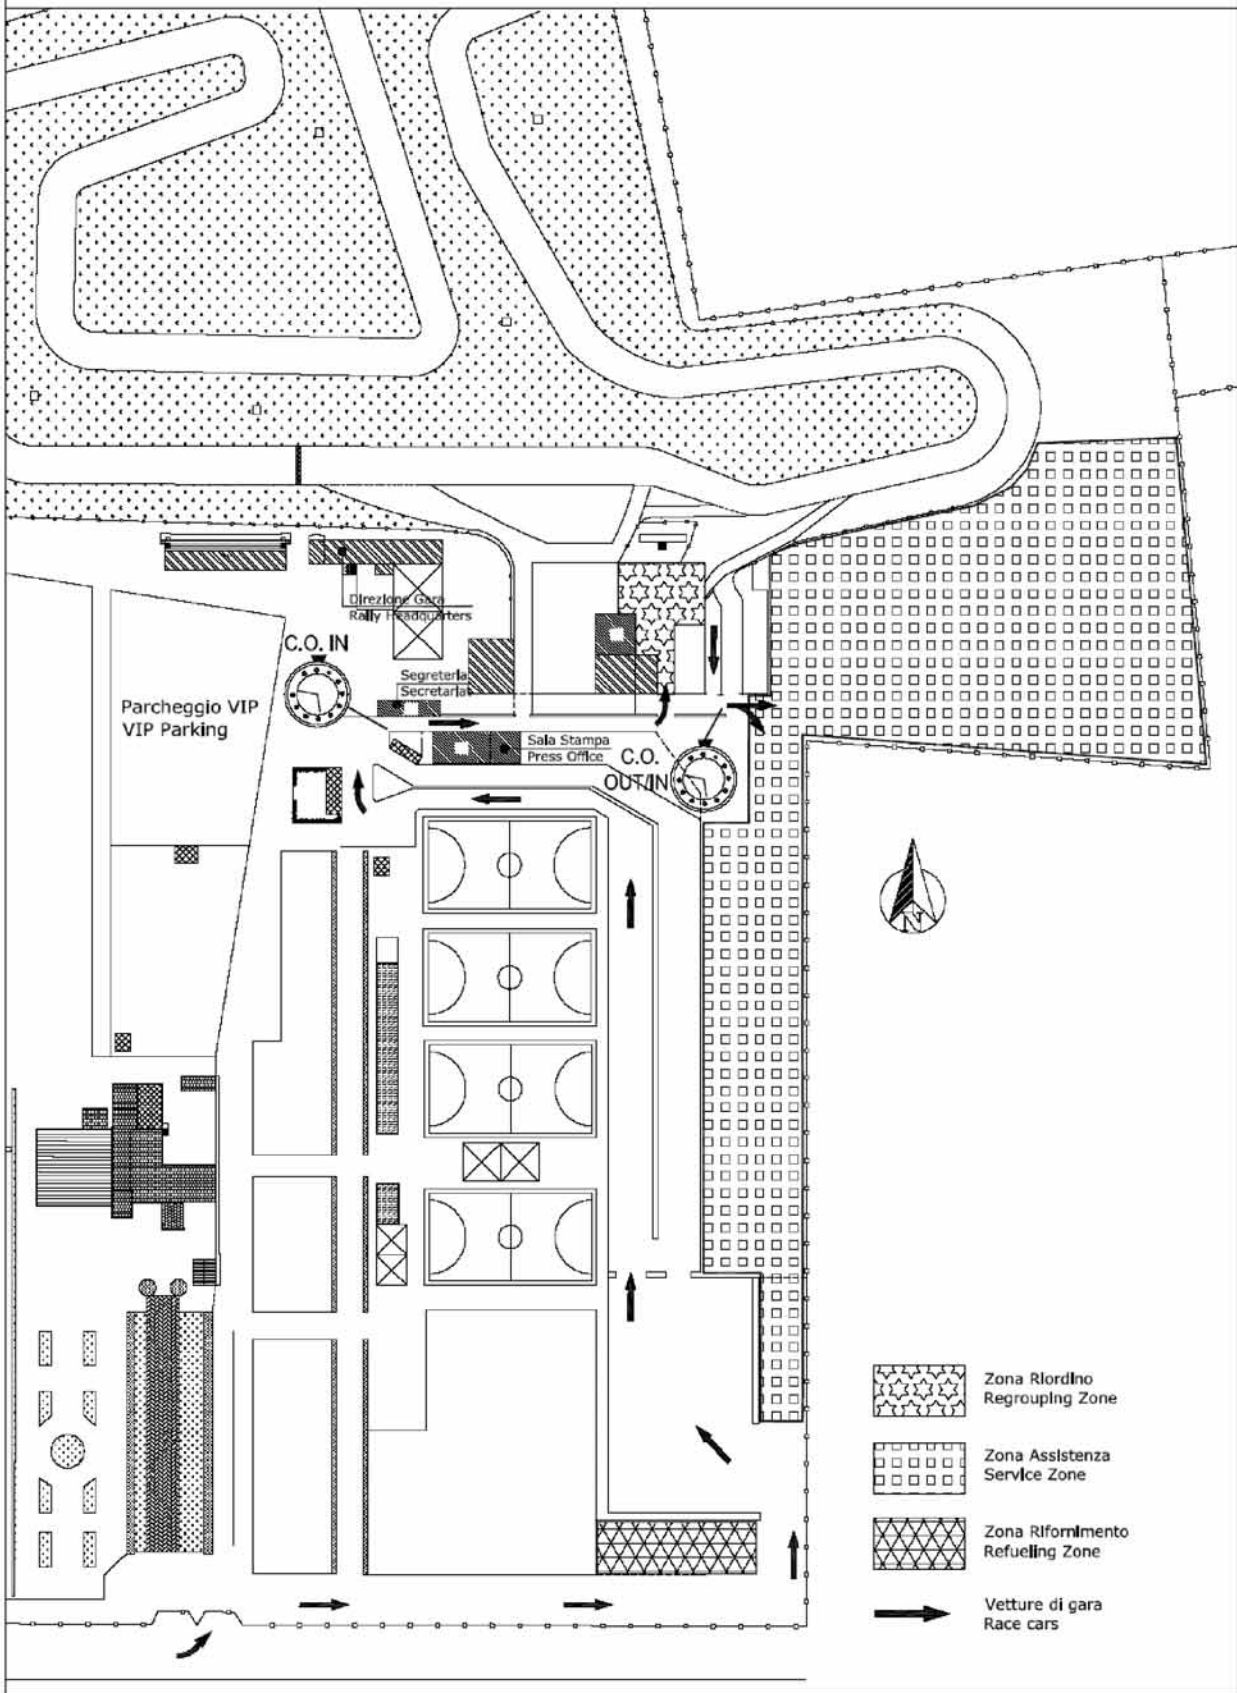 Direzione Gara
Rally Headquarters
C.O. IN
Segreteria
Secretariat
Parcheggio VIP
VIP Parking
Sala Stampa
Press Office
C.O.
OUT/IN
N
Zona Riordino
Regrouping Zone
Zona Assistenza
Service Zone
Zona Rifornimento
Refueling Zone
Vetture di gara
Race cars